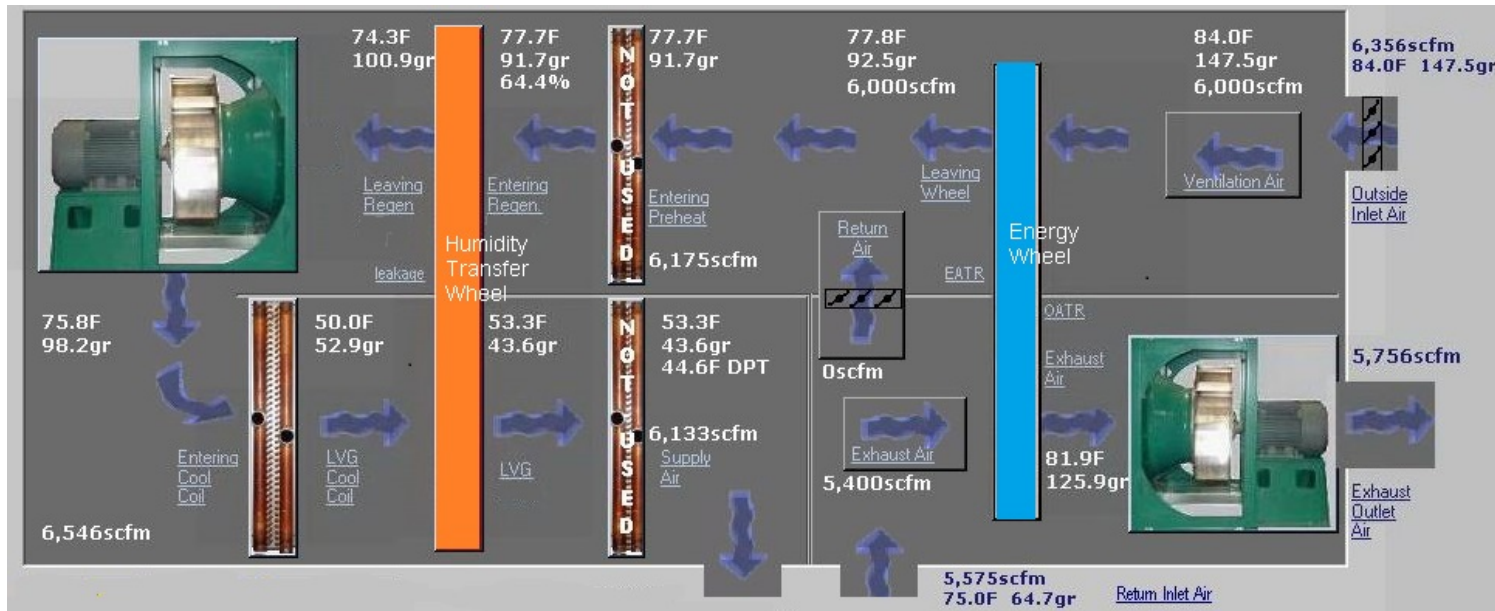 74.3F
100.9gr
77.7F
91.7gr
64.4%
77.7F
91.7gr
77.8F
92.5gr
6,000scfm
84.0F
147.5gr
6,000scfm
6,356scfm
84.0F 147.5gr
NOT USED
Leaving
Regen
Entering
Regen.
Entering
Preheat
Leaving
Wheel
Ventilation Air
Outside
Inlet Air
Return
Air
Energy
Wheel
Humidity
Transfer
Wheel
6,175scfm
leakage
EATR
OATR
75.8F
98.2gr
50.0F
52.9gr
53.3F
43.6gr
53.3F
43.6gr
44.6F DPT
NOT USED
0scfm
Exhaust
Air
5,756scfm
6,133scfm
Entering
Cool
Coil
LVG
Cool
Coil
LVG
Supply
Air
Exhaust Air
5,400scfm
81.9F
125.9gr
Exhaust
Outlet
Air
6,546scfm
5,575scfm
75.0F 64.7gr
Return Inlet Air